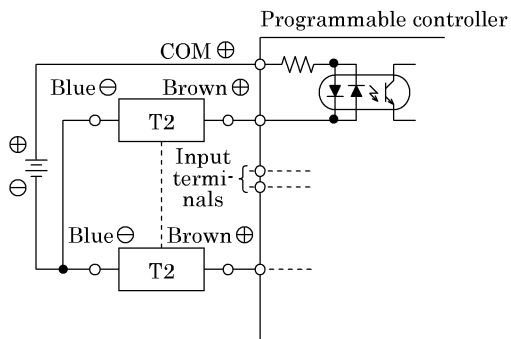 Programmable controller
COM ⊕
Blue ⊖ Brown ⊕
T2
⊕
⊖
Input
termi-
nals
Blue ⊖ Brown ⊕
T2